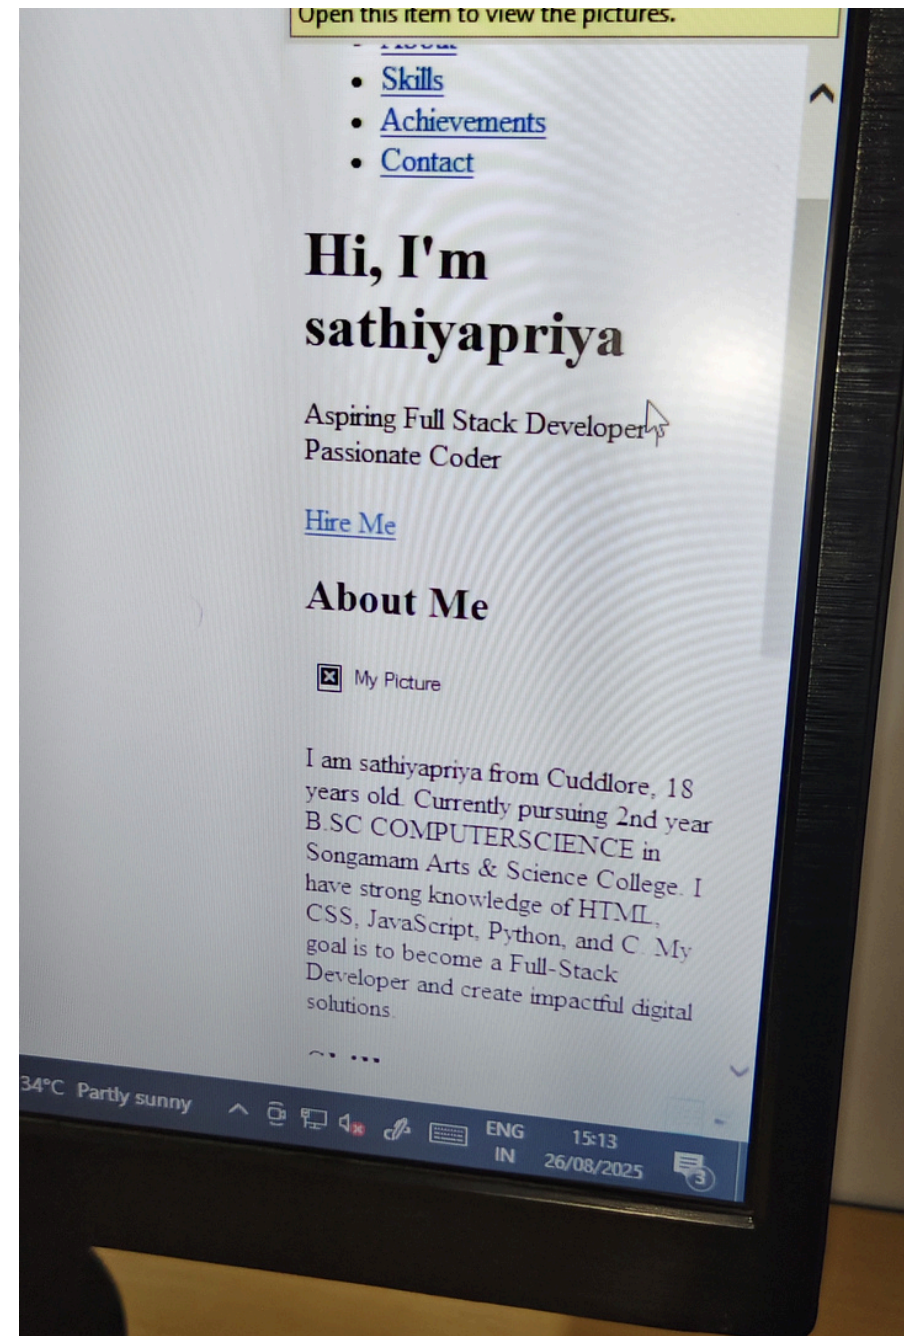 Open this item to view the pictures.
About
Skills
Achievements
Contact
Hi, I'm
sathiyapriya
Aspiring Full Stack Developer
Passionate Coder
Hire Me
About Me
My Picture
I am sathiyapriya from Cuddlore, 18
years old. Currently pursuing 2nd year
B.SC COMPUTERSCIENCE in
Songamam Arts & Science College. I
have strong knowledge of HTML,
CSS, JavaScript, Python, and C. My
goal is to become a Full-Stack
Developer and create impactful digital
solutions.
34°C Partly sunny
ENG
IN
15:13
26/08/2025
3